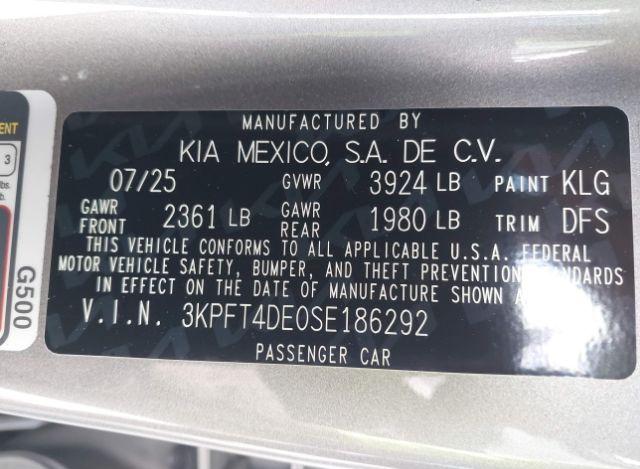 MANUFACTURED BY
KIA MEXICO, S.A. DE C.V.
07/25 GVWR 3924 LB PAINT KLG
GAWR FRONT 2361 LB GAWR REAR 1980 LB TRIM DFS
THIS VEHICLE CONFORMS TO ALL APPLICABLE U.S.A. FEDERAL
MOTOR VEHICLE SAFETY, BUMPER, AND THEFT PREVENTION STANDARDS
IN EFFECT ON THE DATE OF MANUFACTURE SHOWN
V.I.N. 3KPFT4DE0SE186292
PASSENGER CAR
3
lbs.
G500